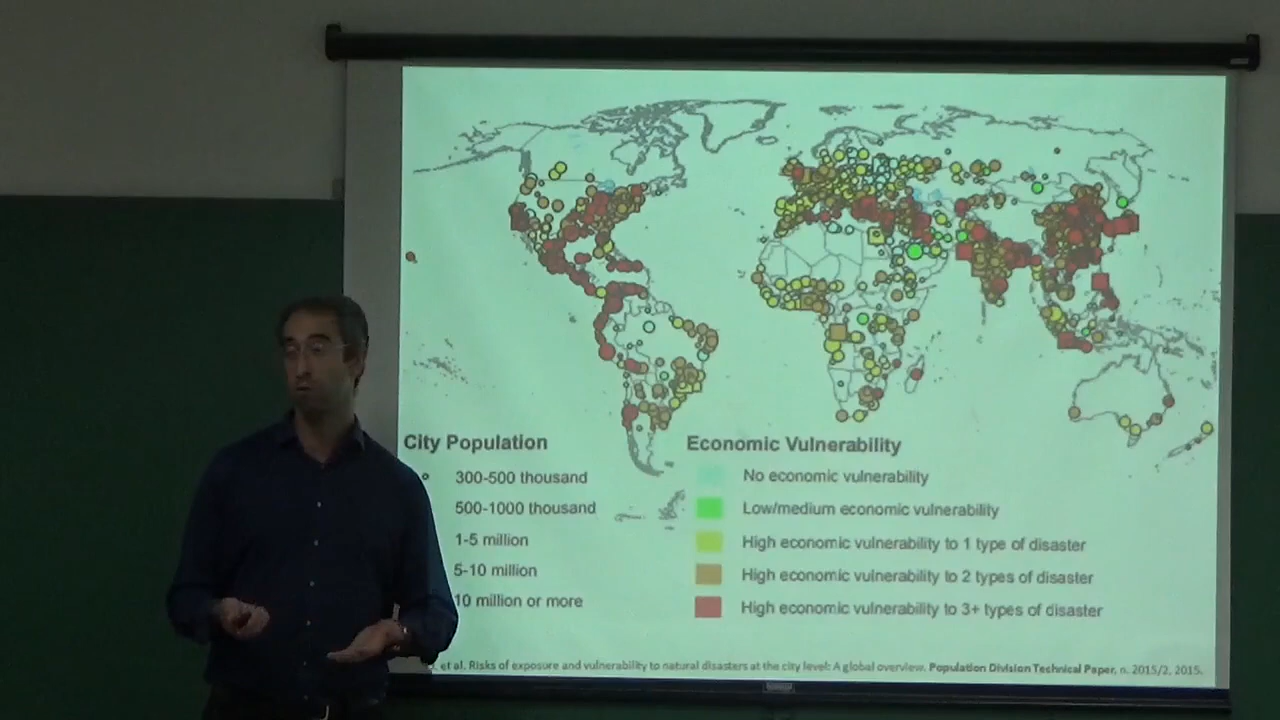 City Population
300-500 thousand
500-1000 thousand
1-5 million
5-10 million
10 million or more
Economic Vulnerability
No economic vulnerability
Low/medium economic vulnerability
High economic vulnerability to 1 type of disaster
High economic vulnerability to 2 types of disaster
High economic vulnerability to 3+ types of disaster
et al. Risks of exposure and vulnerability to natural disasters at the city level: A global overview. Population Division Technical Paper, n. 2015/2, 2015.